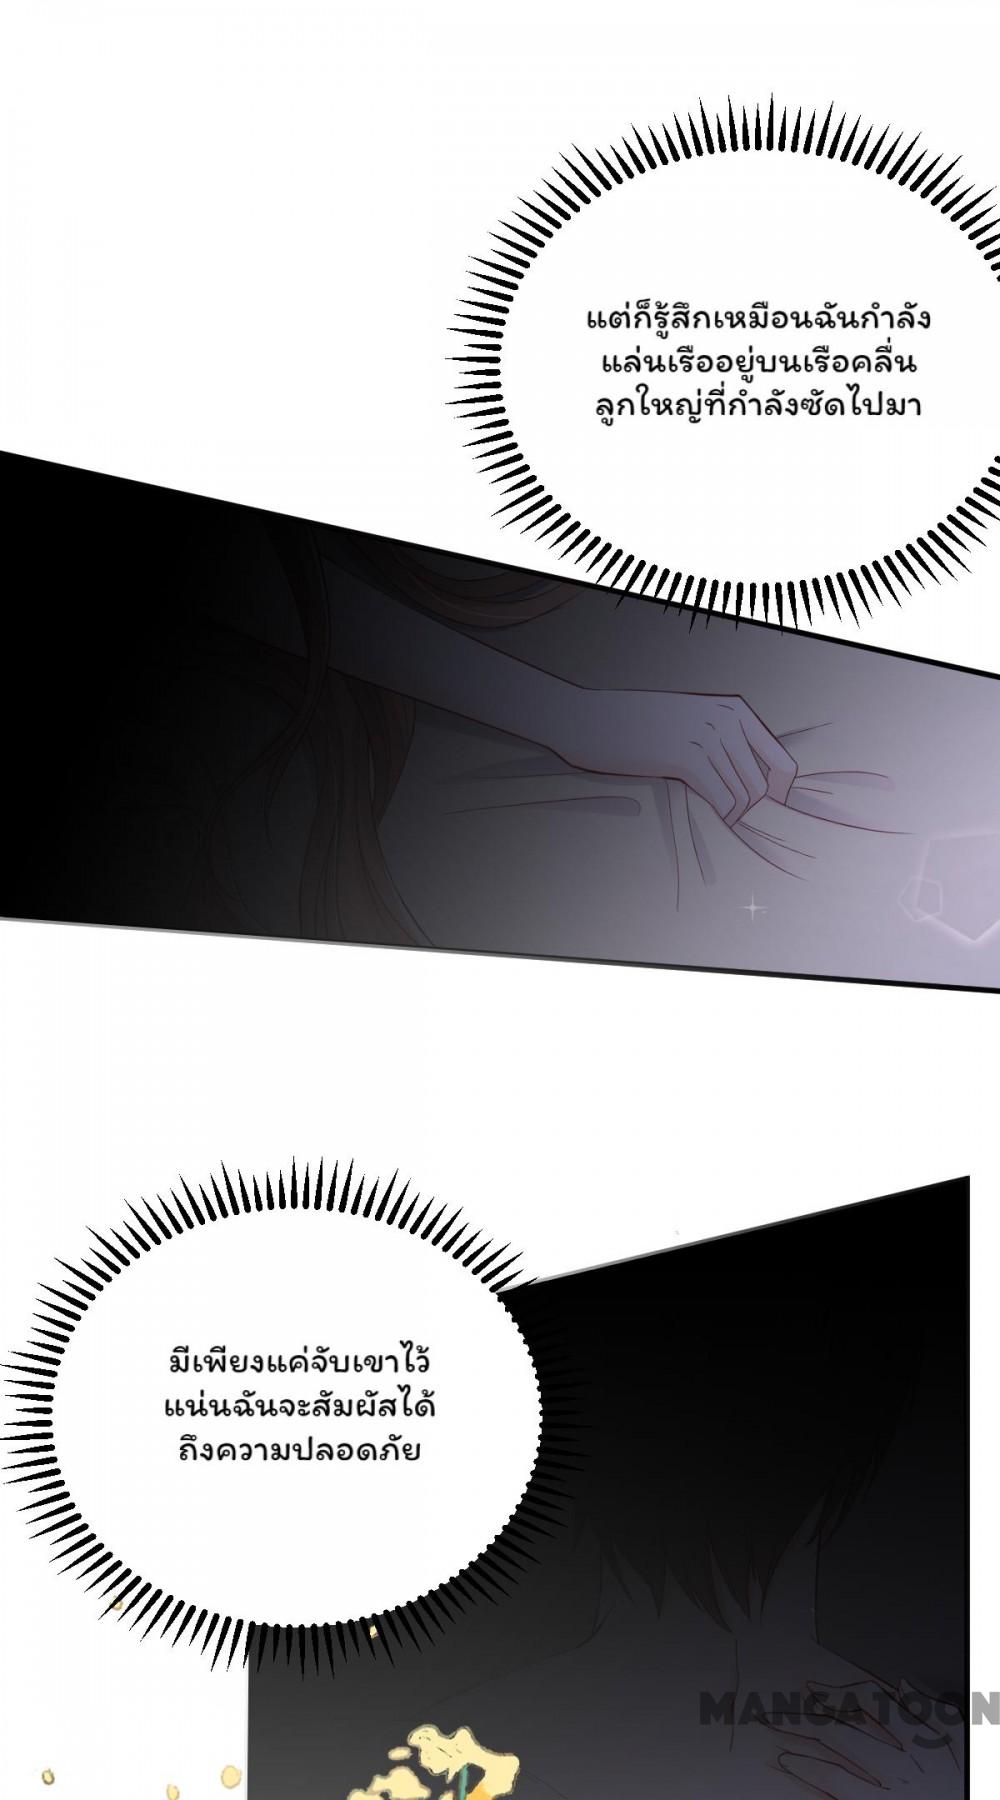 แต่ก็รู้สึกเหมือนฉันกำลัง
แล่นเรืออยู่บนเรือคลื่น
ลูกใหญ่ที่กำลังซัดไปมา
มีเพียงแค่จับเขาไว้
แน่นฉันจะสัมผัสได้
ถึงความปลอดภัย
MANGATOON